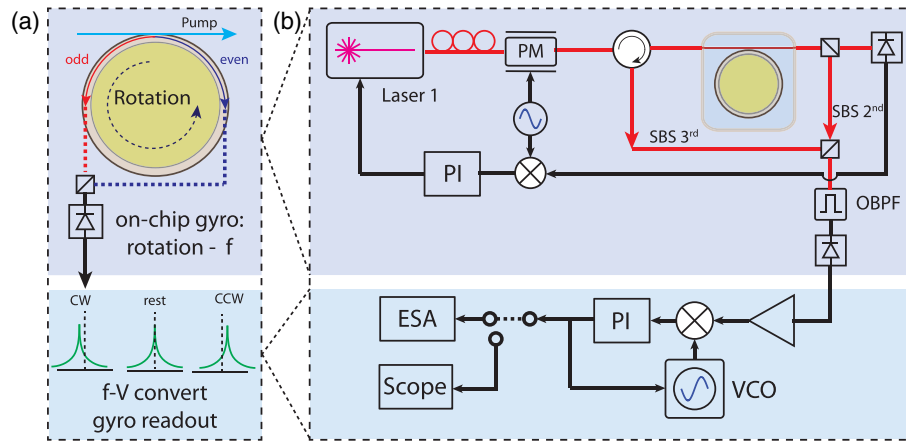 (a)
Pump
odd
even
Rotation
on-chip gyro:
rotation - f
CW
rest
CCW
f-V convert
gyro readout
(b)
Laser 1
PM
SBS 2nd
SBS 3rd
PI
OBPF
ESA
PI
Scope
VCO